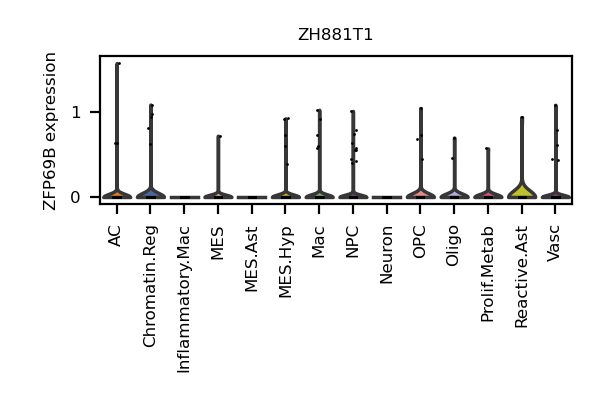 ZH881T1
ZFP69B expression
1
0
AC
Chromatin.Reg
Inflammatory.Mac
MES
MES.Ast
MES.Hyp
Mac
NPC
Neuron
OPC
Oligo
Prolif.Metab
Reactive.Ast
Vasc